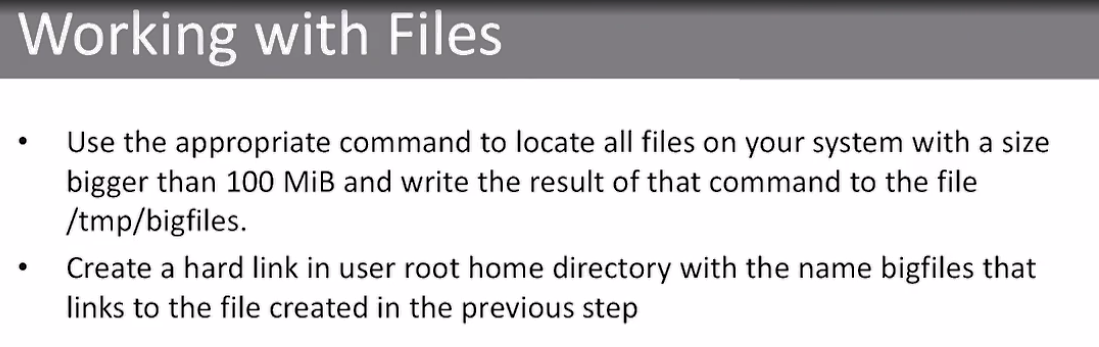 Working with Files
• Use the appropriate command to locate all files on your system with a size
bigger than 100 MiB and write the result of that command to the file
/tmp/bigfiles.
• Create a hard link in user root home directory with the name bigfiles that
links to the file created in the previous step